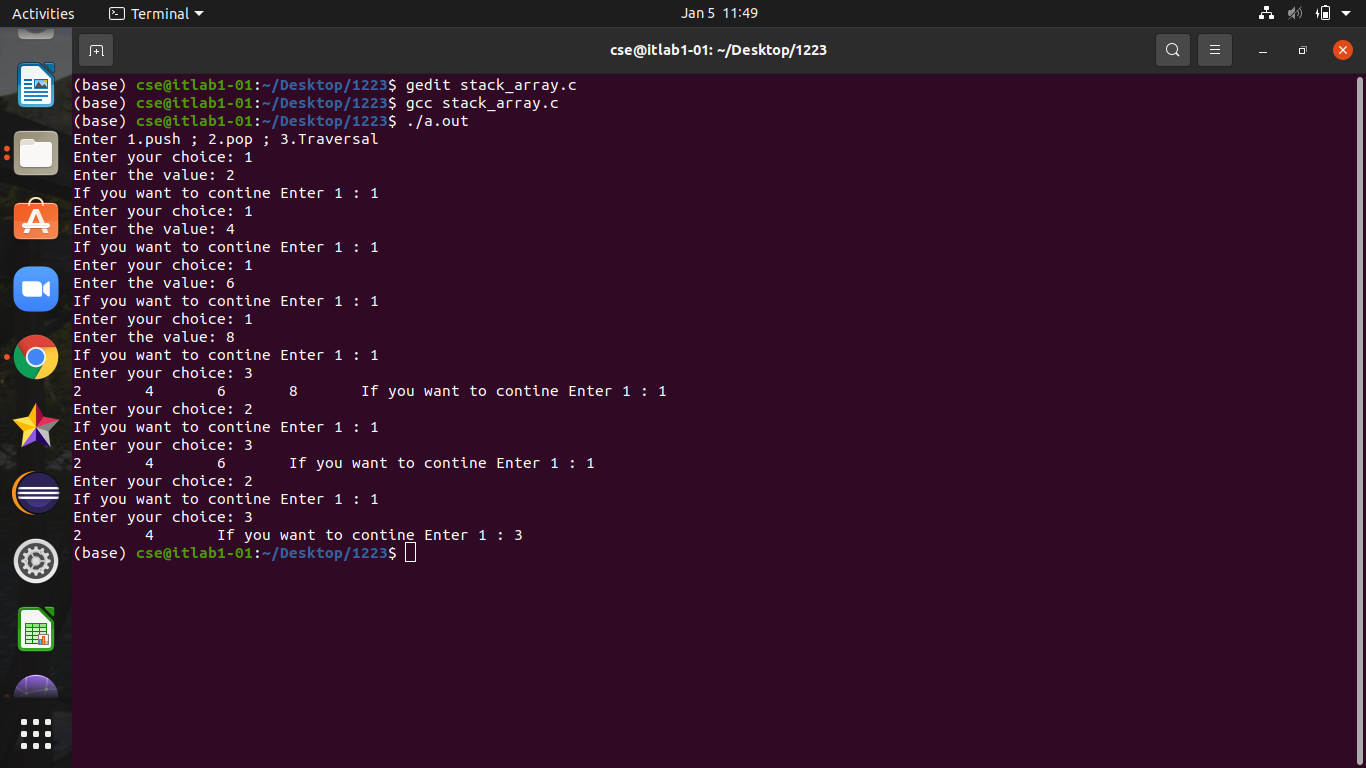 Activities Terminal Jan 5 11:49
cse@itlab1-01: ~/Desktop/1223
(base) cse@itlab1-01:~/Desktop/1223$ gedit stack_array.c
(base) cse@itlab1-01:~/Desktop/1223$ gcc stack_array.c
(base) cse@itlab1-01:~/Desktop/1223$ ./a.out
Enter 1.push ; 2.pop ; 3.Traversal
Enter your choice: 1
Enter the value: 2
If you want to contine Enter 1 : 1
Enter your choice: 1
Enter the value: 4
If you want to contine Enter 1 : 1
Enter your choice: 1
Enter the value: 6
If you want to contine Enter 1 : 1
Enter your choice: 1
Enter the value: 8
If you want to contine Enter 1 : 1
Enter your choice: 3
2       4       6       8       If you want to contine Enter 1 : 1
Enter your choice: 2
If you want to contine Enter 1 : 1
Enter your choice: 3
2       4       6       If you want to contine Enter 1 : 1
Enter your choice: 2
If you want to contine Enter 1 : 1
Enter your choice: 3
2       4       If you want to contine Enter 1 : 3
(base) cse@itlab1-01:~/Desktop/1223$